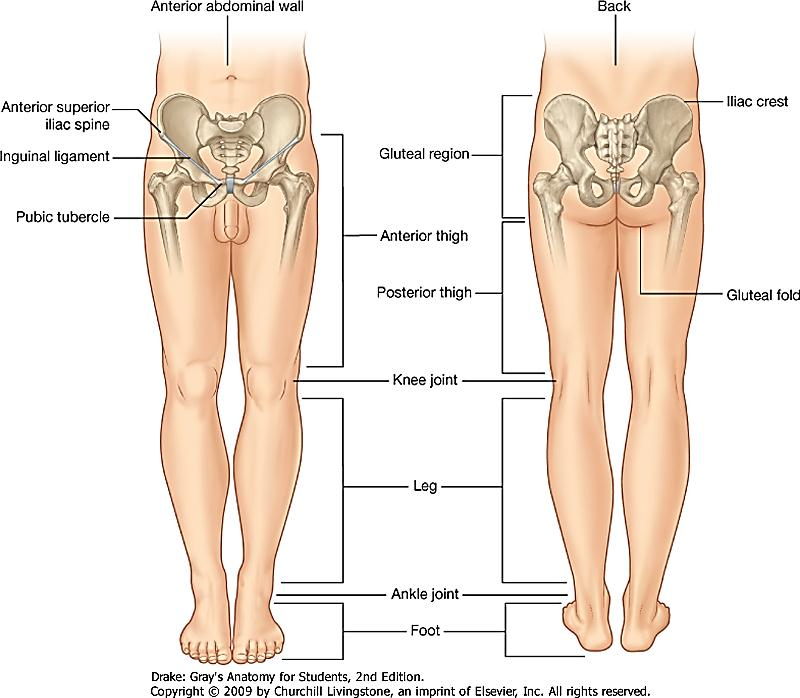 Anterior abdominal wall
Back
Anterior superior
iliac spine
Iliac crest
Inguinal ligament
Gluteal region
Pubic tubercle
Anterior thigh
Posterior thigh
Gluteal fold
Knee joint
Leg
Ankle joint
Foot
Drake: Gray's Anatomy for Students, 2nd Edition.
Copyright © 2009 by Churchill Livingstone, an imprint of Elsevier, Inc. All rights reserved.